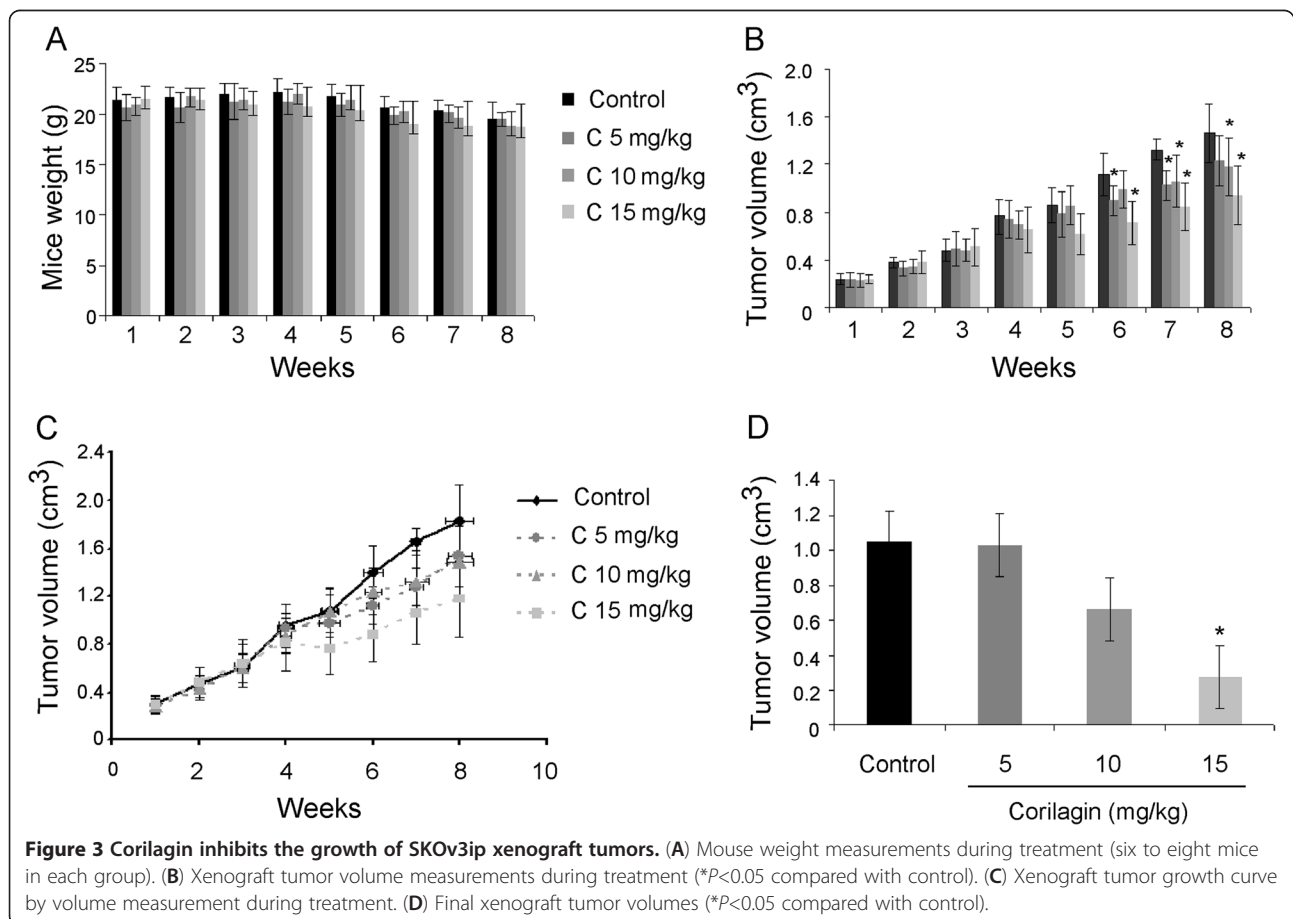 A
Mice weight (g)
25
20
15
10
5
0
1 2 3 4 5 6 7 8
Weeks
Control
C 5 mg/kg
C 10 mg/kg
C 15 mg/kg
B
Tumor volume (cm³)
2.0
1.6
1.2
0.8
0.4
0
* * * * * * *
1 2 3 4 5 6 7 8
Weeks
C
Tumor volume (cm³)
2.4
2.0
1.6
1.2
0.8
0.4
0
0 2 4 6 8 10
Weeks
Control
C 5 mg/kg
C 10 mg/kg
C 15 mg/kg
D
Tumor volume (cm³)
1.4
1.2
1.0
0.8
0.6
0.4
0.2
0
*
Control 5 10 15
Corilagin (mg/kg)
Figure 3 Corilagin inhibits the growth of SKOv3ip xenograft tumors. (A) Mouse weight measurements during treatment (six to eight mice
in each group). (B) Xenograft tumor volume measurements during treatment (*P<0.05 compared with control). (C) Xenograft tumor growth curve
by volume measurement during treatment. (D) Final xenograft tumor volumes (*P<0.05 compared with control).